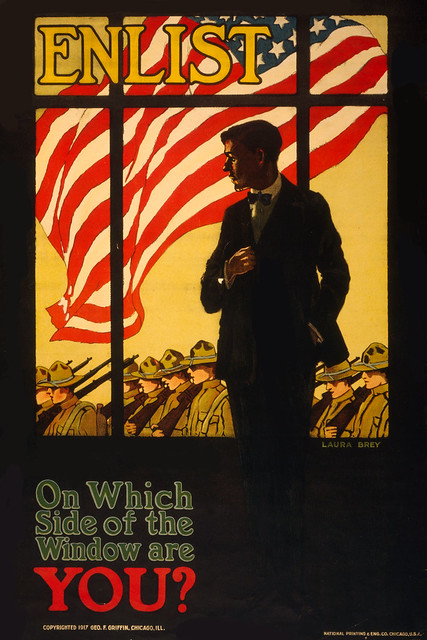 ENLIST
LAURA BREY
On Which
Side of the
Window are
YOU?
COPYRIGHTED 1917 GEO. F. GRIFFIN, CHICAGO, ILL.
NATIONAL PRINTING & ENG. CO. CHICAGO, U.S.A.